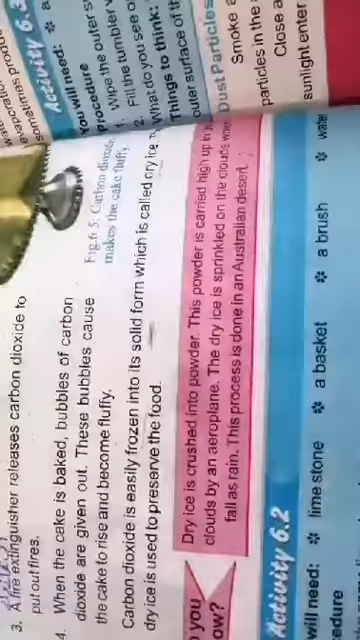 3. A fire extinguisher releases carbon dioxide to
put out fires.
4. When the cake is baked, bubbles of carbon
dioxide are given out. These bubbles cause
the cake to rise and become fluffy.
Fig 6.5. Carbon dioxide
makes the cake fluffy.
Carbon dioxide is easily frozen into its solid form which is called dry ice.
dry ice is used to preserve the food.
you
ow?
Dry ice is crushed into powder. This powder is carried high up in
clouds by an aeroplane. The dry ice is sprinkled on the clouds
fall as rain. This process is done In an Australian desert.
Activity 6.2
will need: ❖ lime stone ❖ a basket ❖ a brush ❖ wate
edure
sometimes
Activity 6.3
you will need: ❖ a
procedure
1. Wipe the outer s
2. Fill the tumbler w
What do you see o
Things to think:
outer surface of th
Dust Particles
Smoke a
particles in the
Close a
sunlight enter